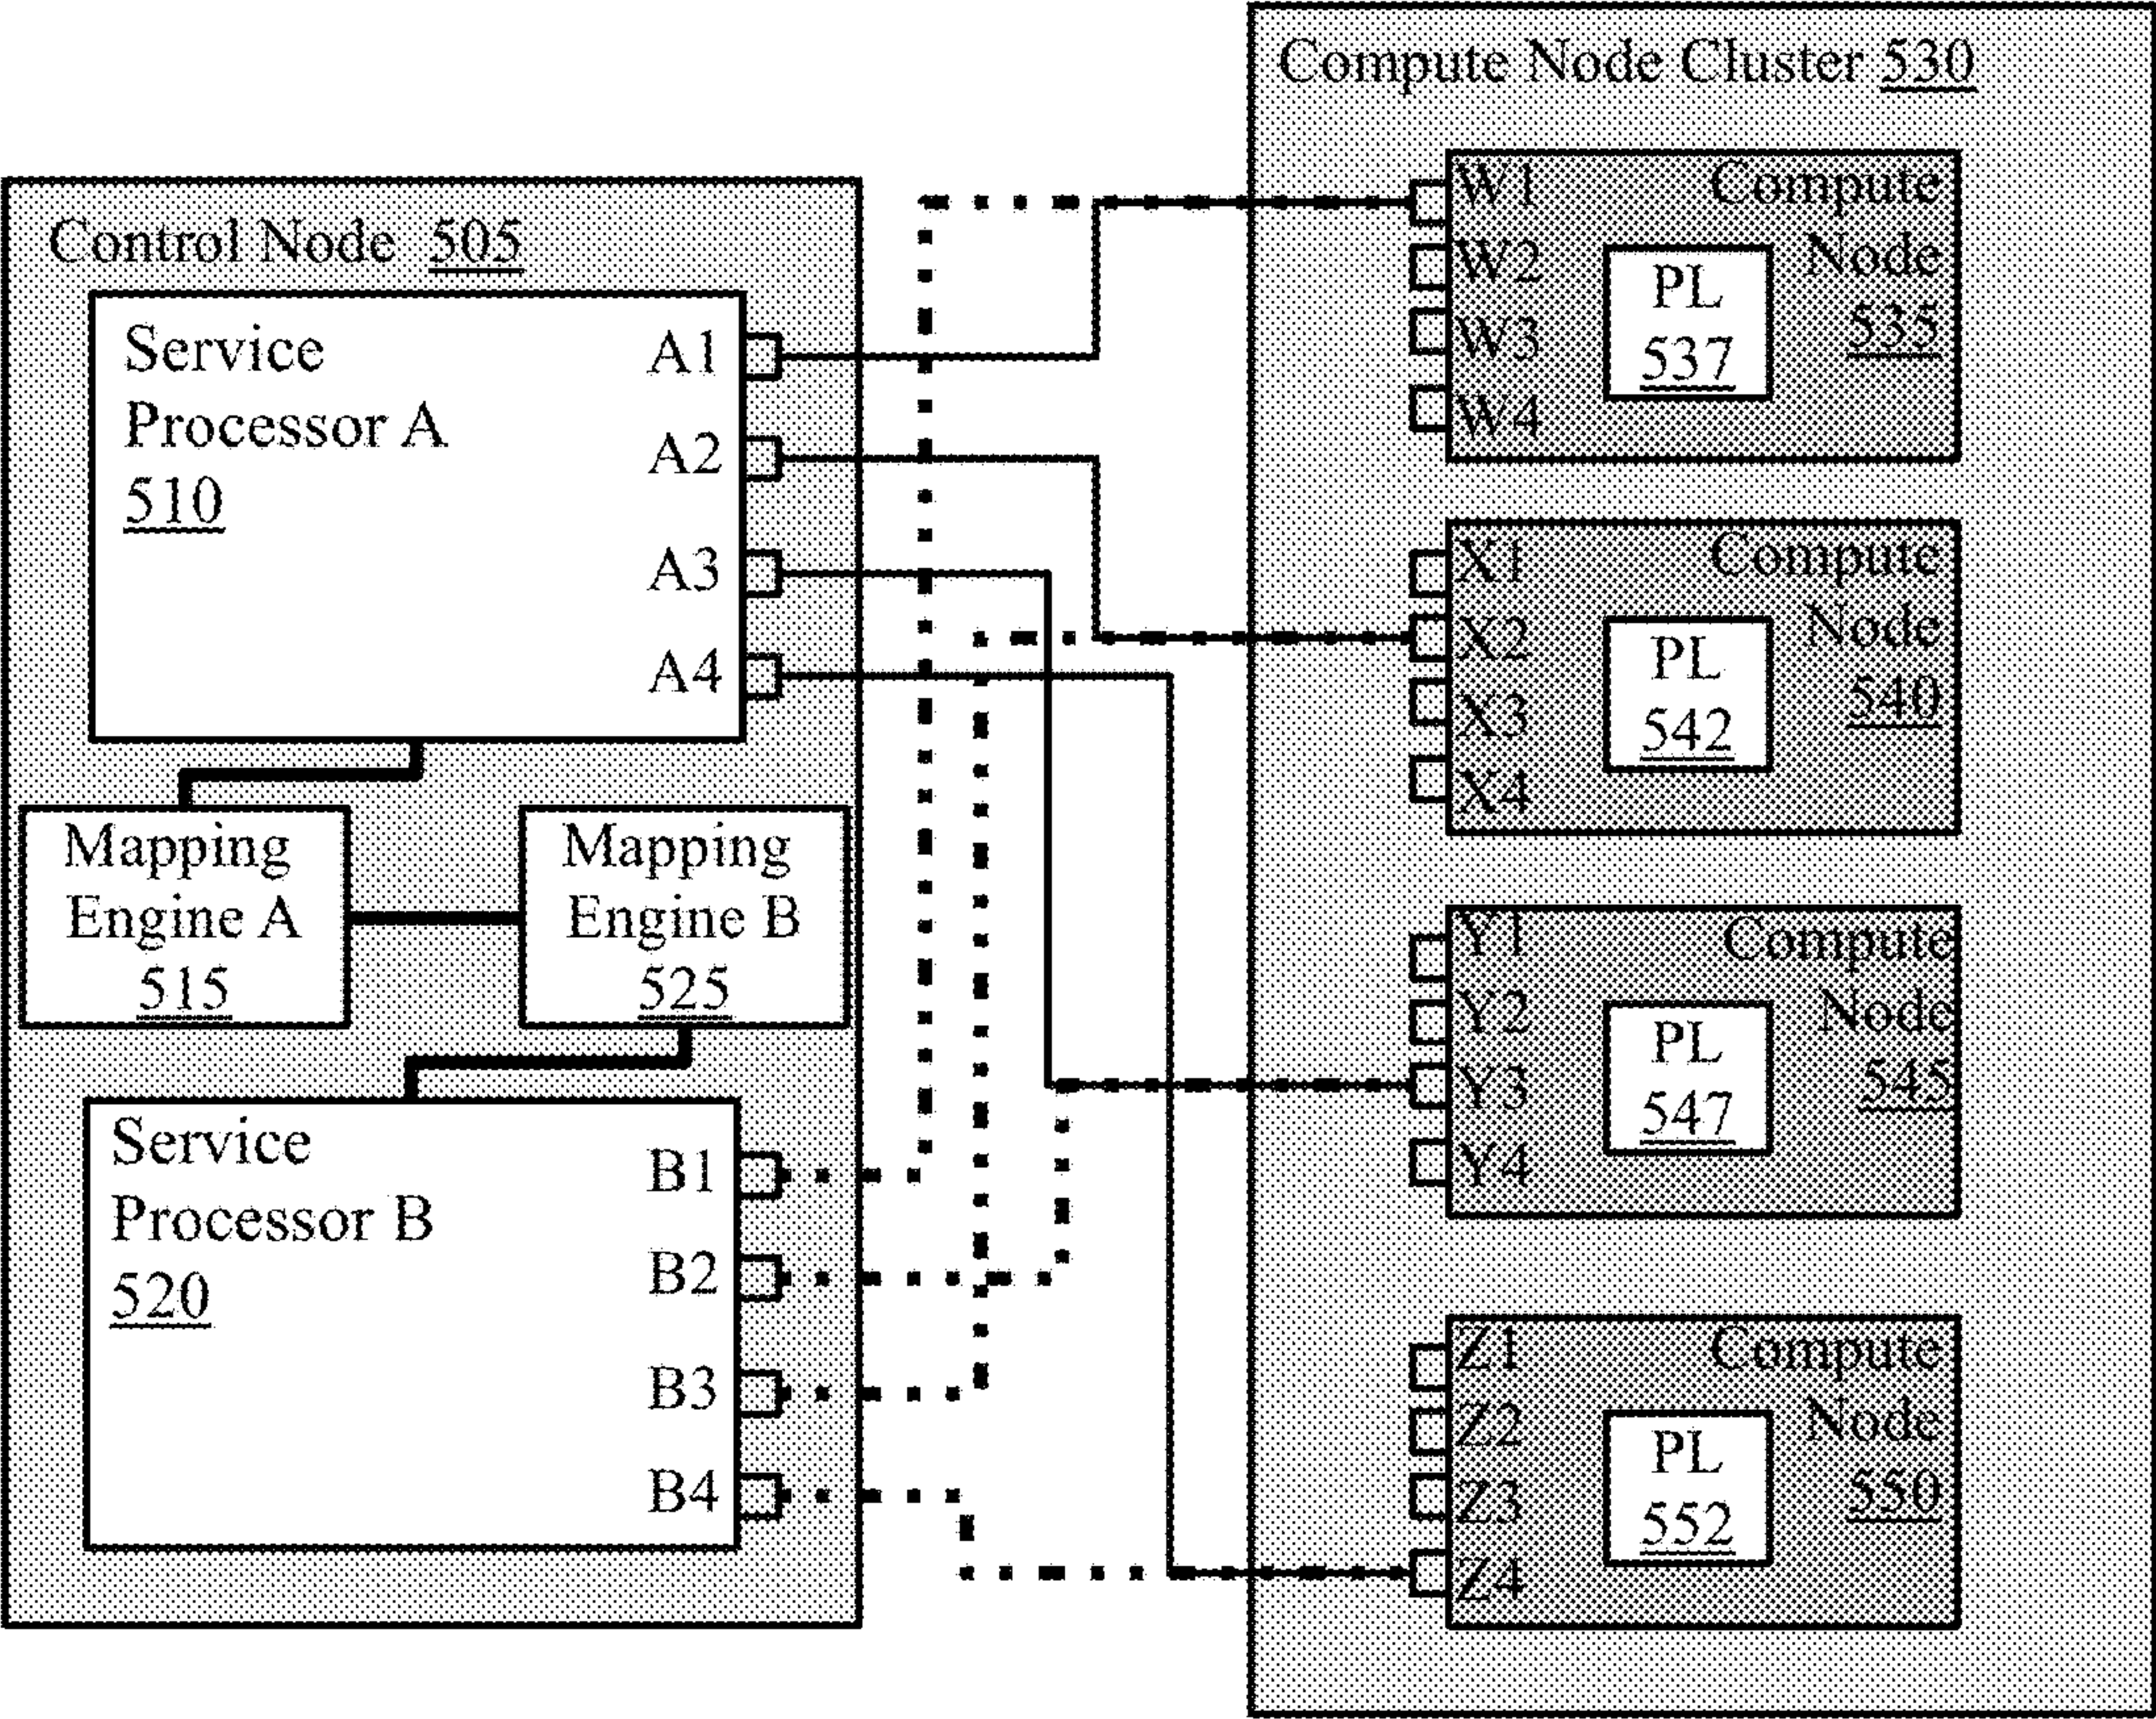 Compute Node Cluster 530
Control Node 505
Service
Processor A
510
A1
A2
A3
A4
Mapping
Engine A
515
Mapping
Engine B
525
Service
Processor B
520
B1
B2
B3
B4
W1
W2
W3
W4
Compute
Node
535
PL
537
X1
X2
X3
X4
Compute
Node
540
PL
542
Y1
Y2
Y3
Y4
Compute
Node
545
PL
547
Z1
Z2
Z3
Z4
Compute
Node
550
PL
552